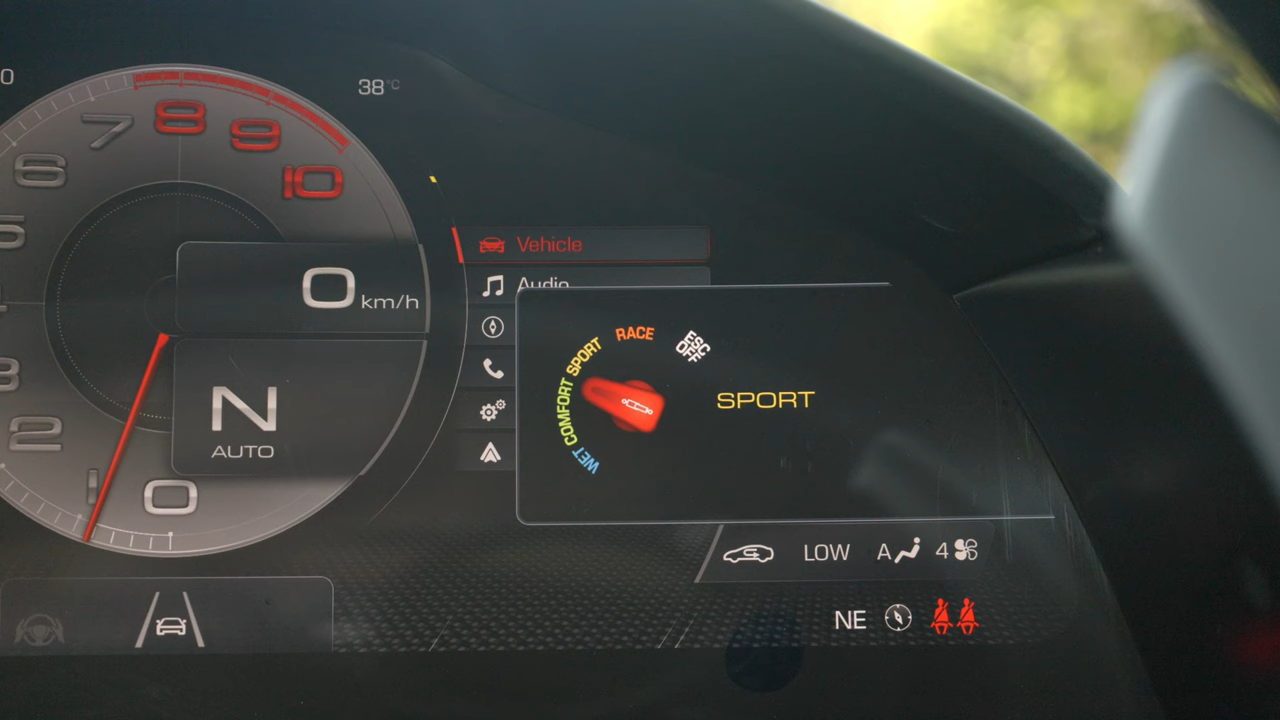 0
38°C
7
8
9
10
6
5
0 km/h
3
2
1
0
N
AUTO
Vehicle
Audio
WET
COMFORT
SPORT
RACE
ESC OFF
SPORT
LOW A 4
NE